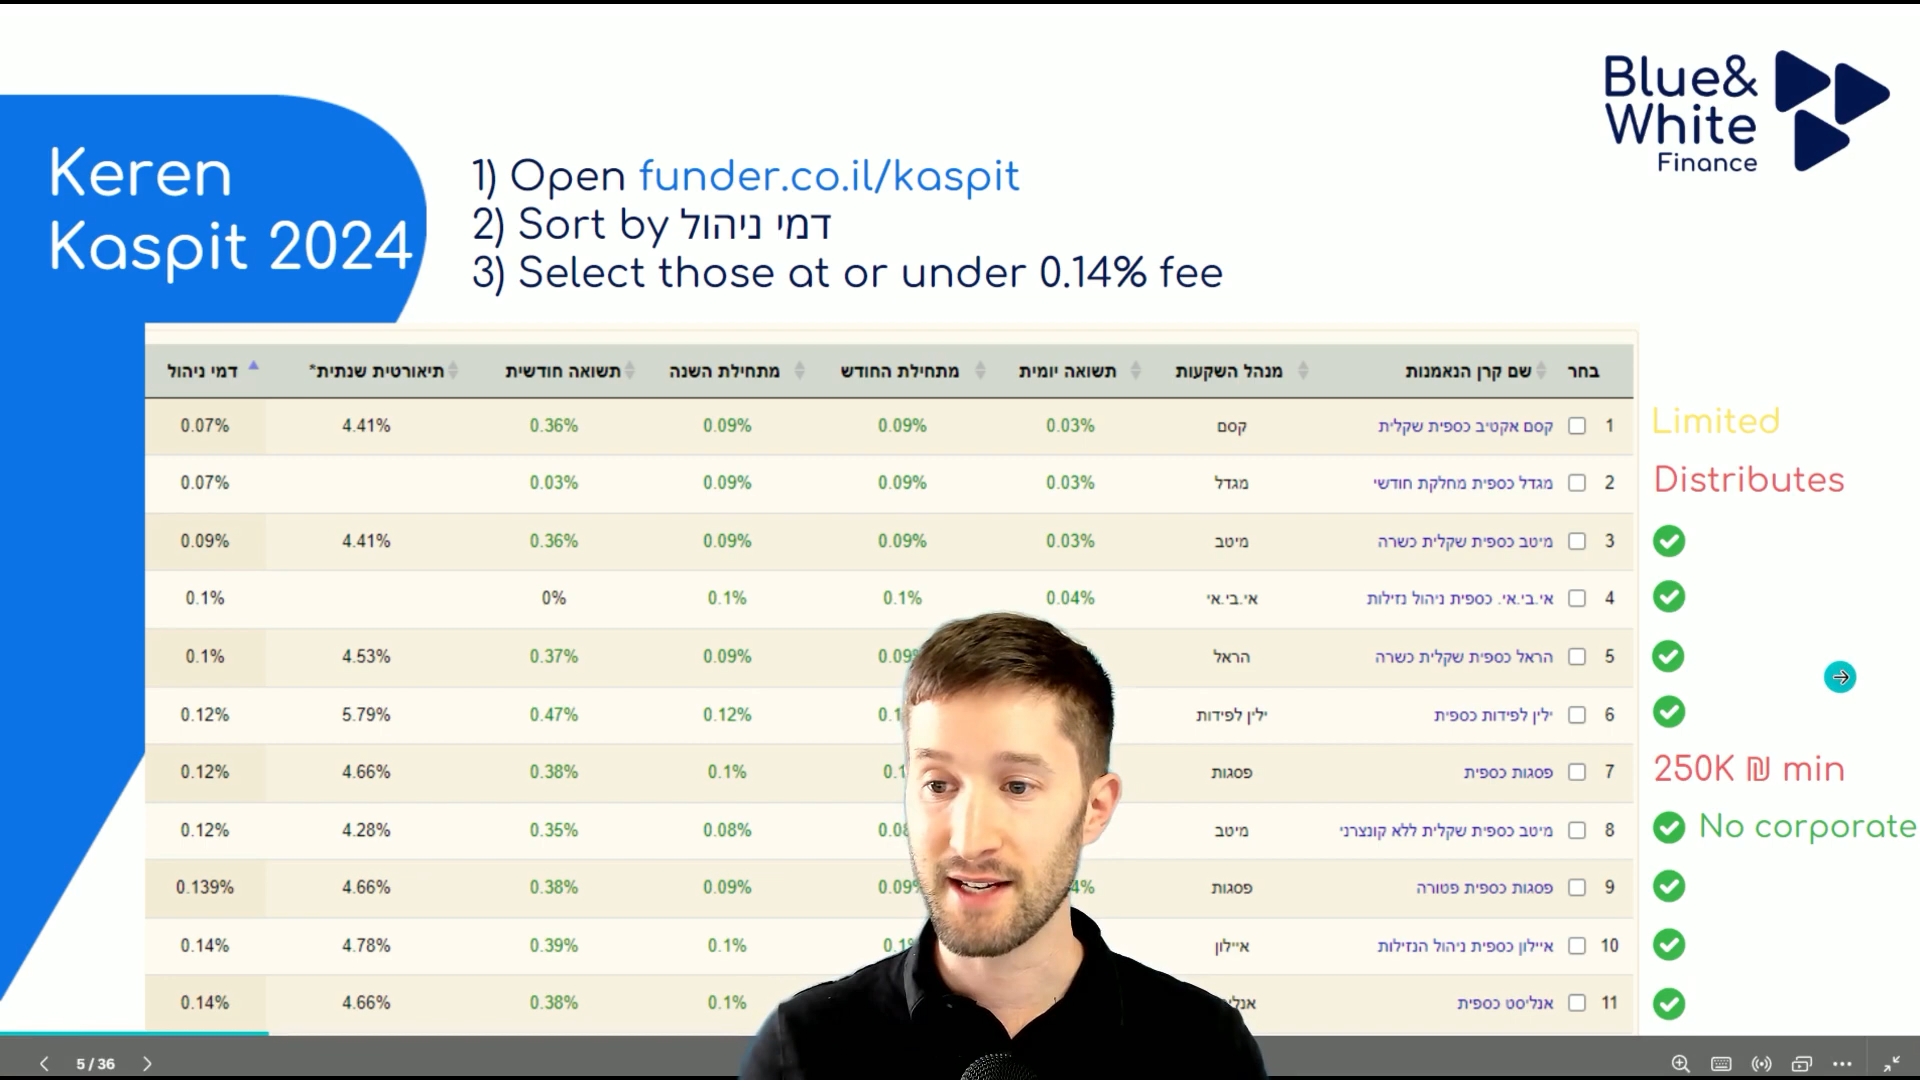 Blue&
White
Finance
Keren
Kaspit 2024
1) Open funder.co.il/kaspit
2) Sort by דמי ניהול
3) Select those at or under 0.14% fee
בחר שם קרן הנאמנות מנהל השקעות תשואה יומית מתחילת החודש מתחילת השנה תשואה חודשית תיאורטית שנתית* דמי ניהול
1 קסם אקטיב כספית שקלית קסם 0.03% 0.09% 0.09% 0.36% 4.41% 0.07% Limited
2 מגדל כספית מחלקת חודשי מגדל 0.03% 0.09% 0.09% 0.03% 0.07% Distributes
3 מיטב כספית שקלית כשרה מיטב 0.03% 0.09% 0.09% 0.36% 4.41% 0.09%
4 אי.בי.אי. כספית ניהול נזילות אי.בי.אי 0.04% 0.1% 0.1% 0% 0.1%
5 הראל כספית שקלית כשרה הראל 0.09% 0.37% 4.53% 0.1%
6 ילין לפידות כספית ילין לפידות 0.12% 0.47% 5.79% 0.12%
7 פסגות כספית פסגות 0.1% 0.38% 4.66% 0.12% 250K ₪ min
8 מיטב כספית שקלית ללא קונצרני מיטב 0.08% 0.35% 4.28% 0.12% No corporate
9 פסגות כספית פטורה פסגות 0.09% 0.38% 4.66% 0.139%
10 איילון כספית ניהול הנזילות איילון 0.1% 0.39% 4.78% 0.14%
11 אנליסט כספית 0.1% 0.38% 4.66% 0.14%
5 / 36